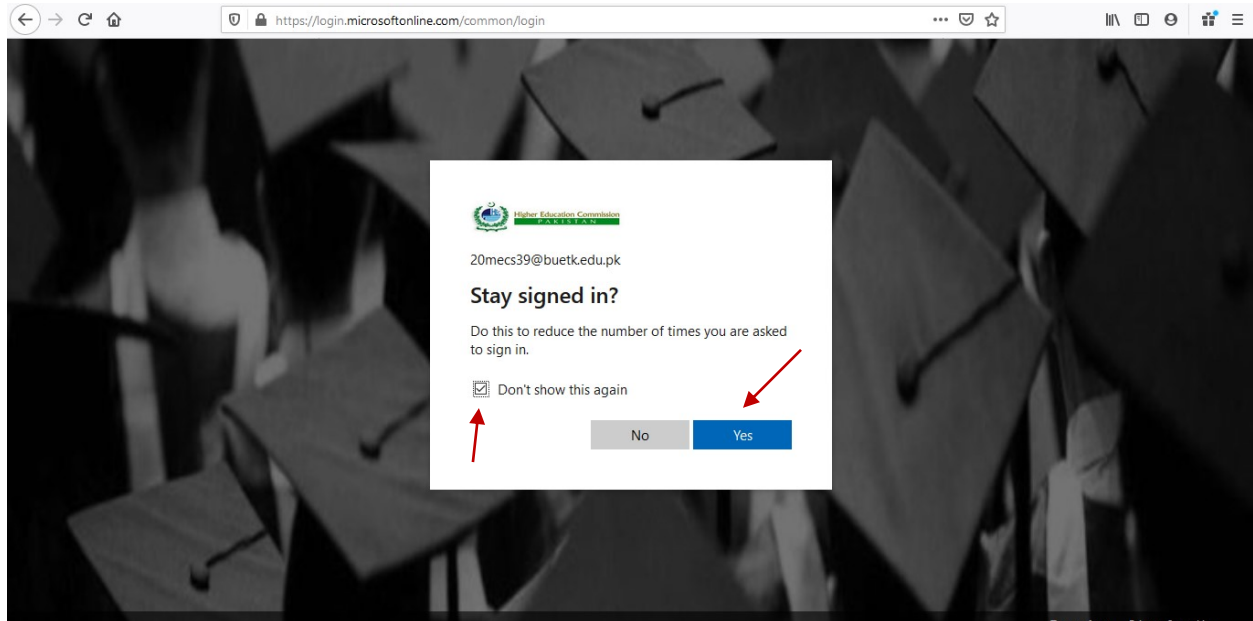 https://login.microsoftonline.com/common/login
Higher Education Commission
PAKISTAN
20mecs39@buetk.edu.pk
Stay signed in?
Do this to reduce the number of times you are asked
to sign in.
Don't show this again
No
Yes